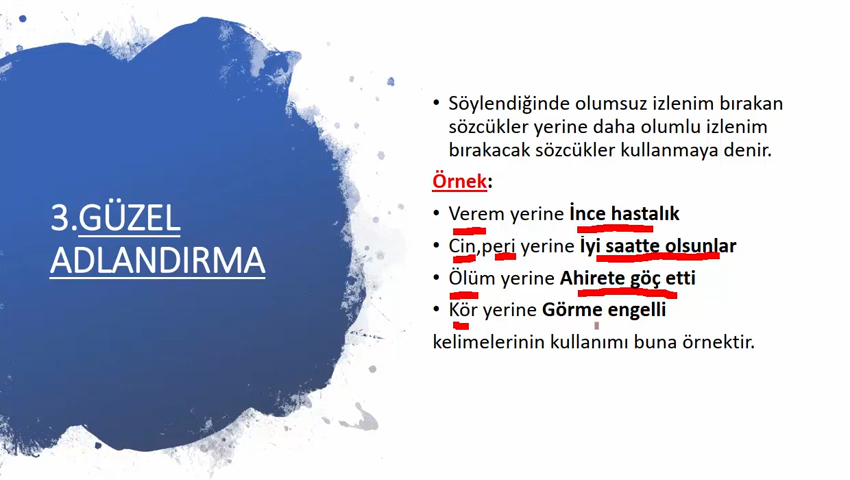 3.GÜZEL
ADLANDIRMA
• Söylendiğinde olumsuz izlenim bırakan
sözcükler yerine daha olumlu izlenim
bırakacak sözcükler kullanmaya denir.
Örnek:
• Verem yerine İnce hastalık
• Cin,peri yerine İyi saatte olsunlar
• Ölüm yerine Ahirete göç etti
• Kör yerine Görme engelli
kelimelerinin kullanımı buna örnektir.